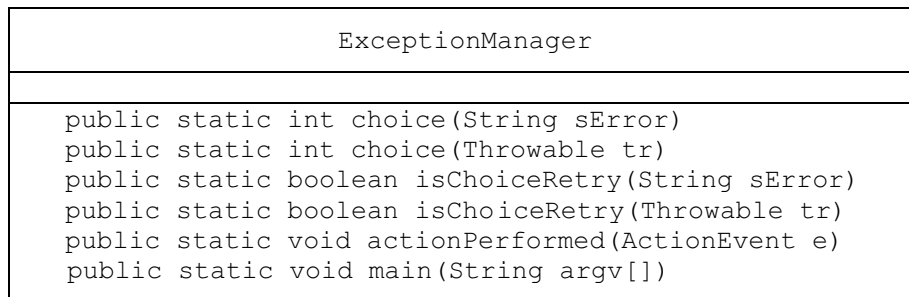 ExceptionManager
public static int choice(String sError)
public static int choice(Throwable tr)
public static boolean isChoiceRetry(String sError)
public static boolean isChoiceRetry(Throwable tr)
public static void actionPerformed(ActionEvent e)
public static void main(String argv[])